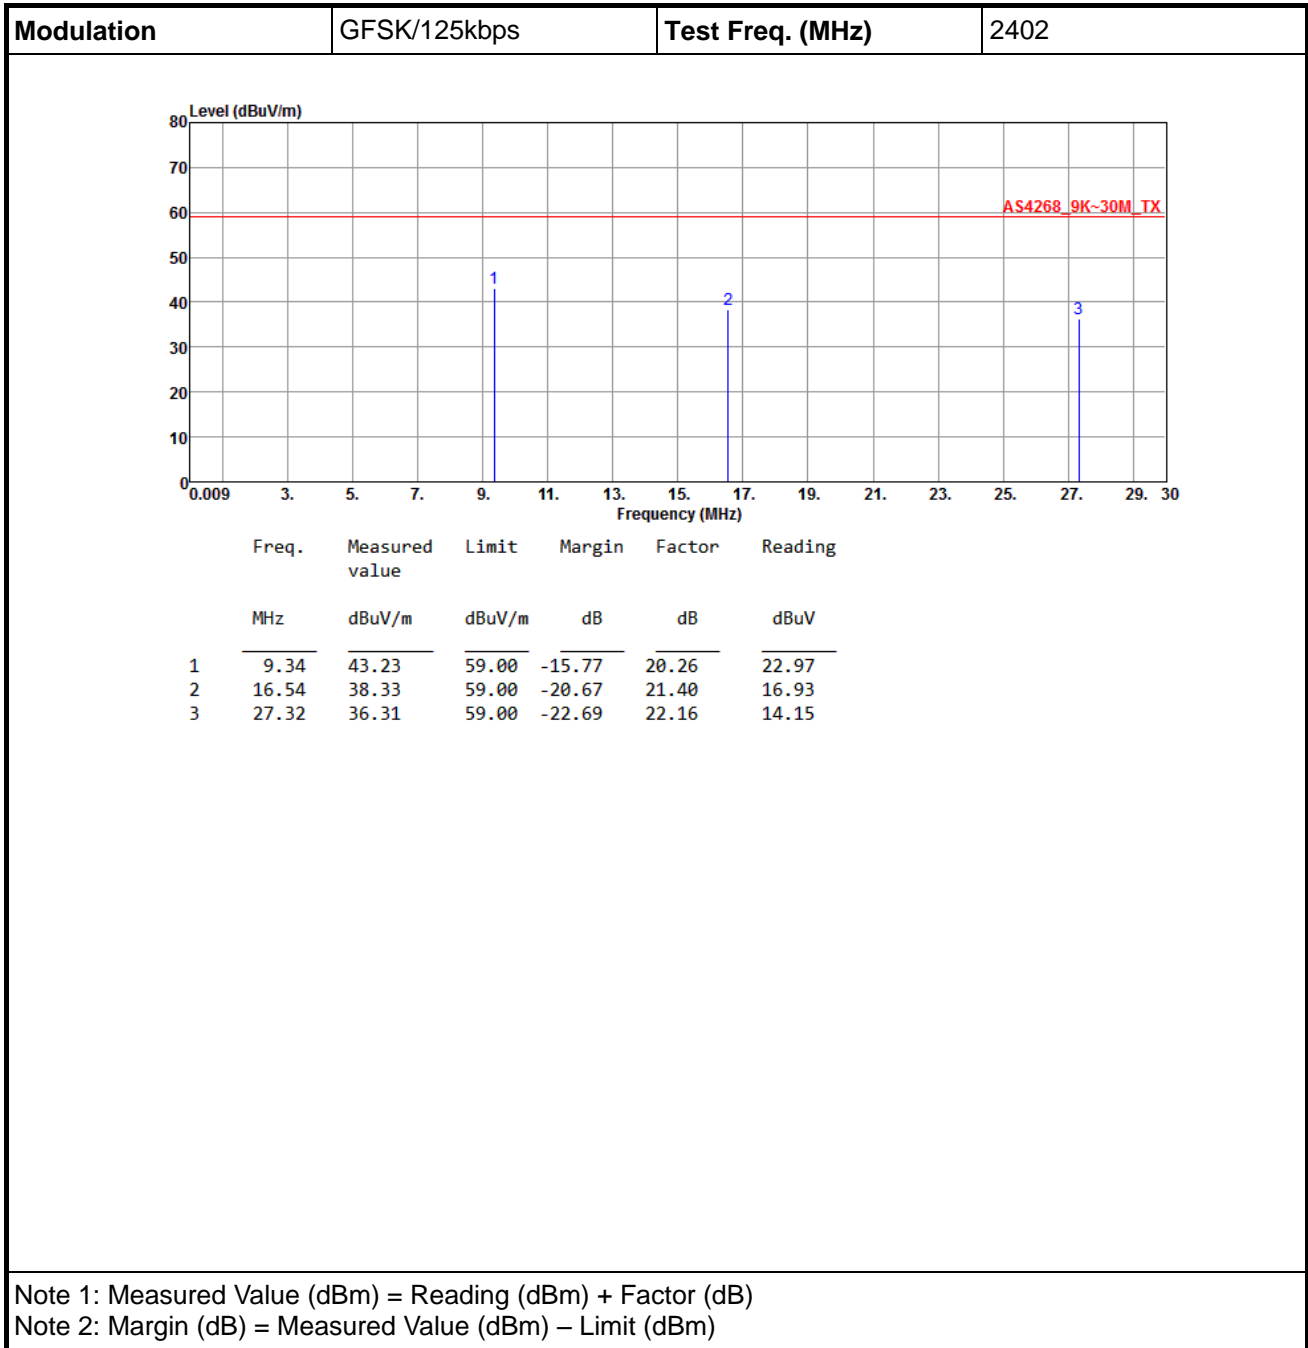 Modulation GFSK/125kbps Test Freq. (MHz) 2402
Level (dBuV/m)
80
70
60
AS4268_9K~30M_TX
50
1
40
2
3
30
20
10
0
0.009 3. 5. 7. 9. 11. 13. 15. 17. 19. 21. 23. 25. 27. 29. 30
Frequency (MHz)
Freq. Measured Limit Margin Factor Reading
value
MHz dBuV/m dBuV/m dB dB dBuV
1 9.34 43.23 59.00 -15.77 20.26 22.97
2 16.54 38.33 59.00 -20.67 21.40 16.93
3 27.32 36.31 59.00 -22.69 22.16 14.15
Note 1: Measured Value (dBm) = Reading (dBm) + Factor (dB)
Note 2: Margin (dB) = Measured Value (dBm) – Limit (dBm)